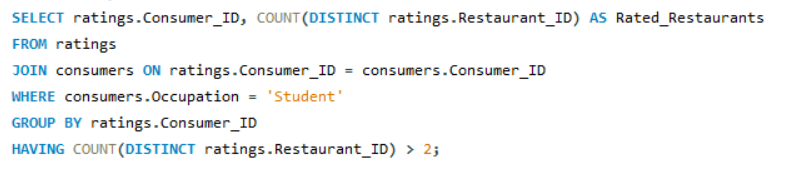 SELECT ratings.Consumer_ID, COUNT(DISTINCT ratings.Restaurant_ID) AS Rated_Restaurants
FROM ratings
JOIN consumers ON ratings.Consumer_ID = consumers.Consumer_ID
WHERE consumers.Occupation = 'Student'
GROUP BY ratings.Consumer_ID
HAVING COUNT(DISTINCT ratings.Restaurant_ID) > 2;